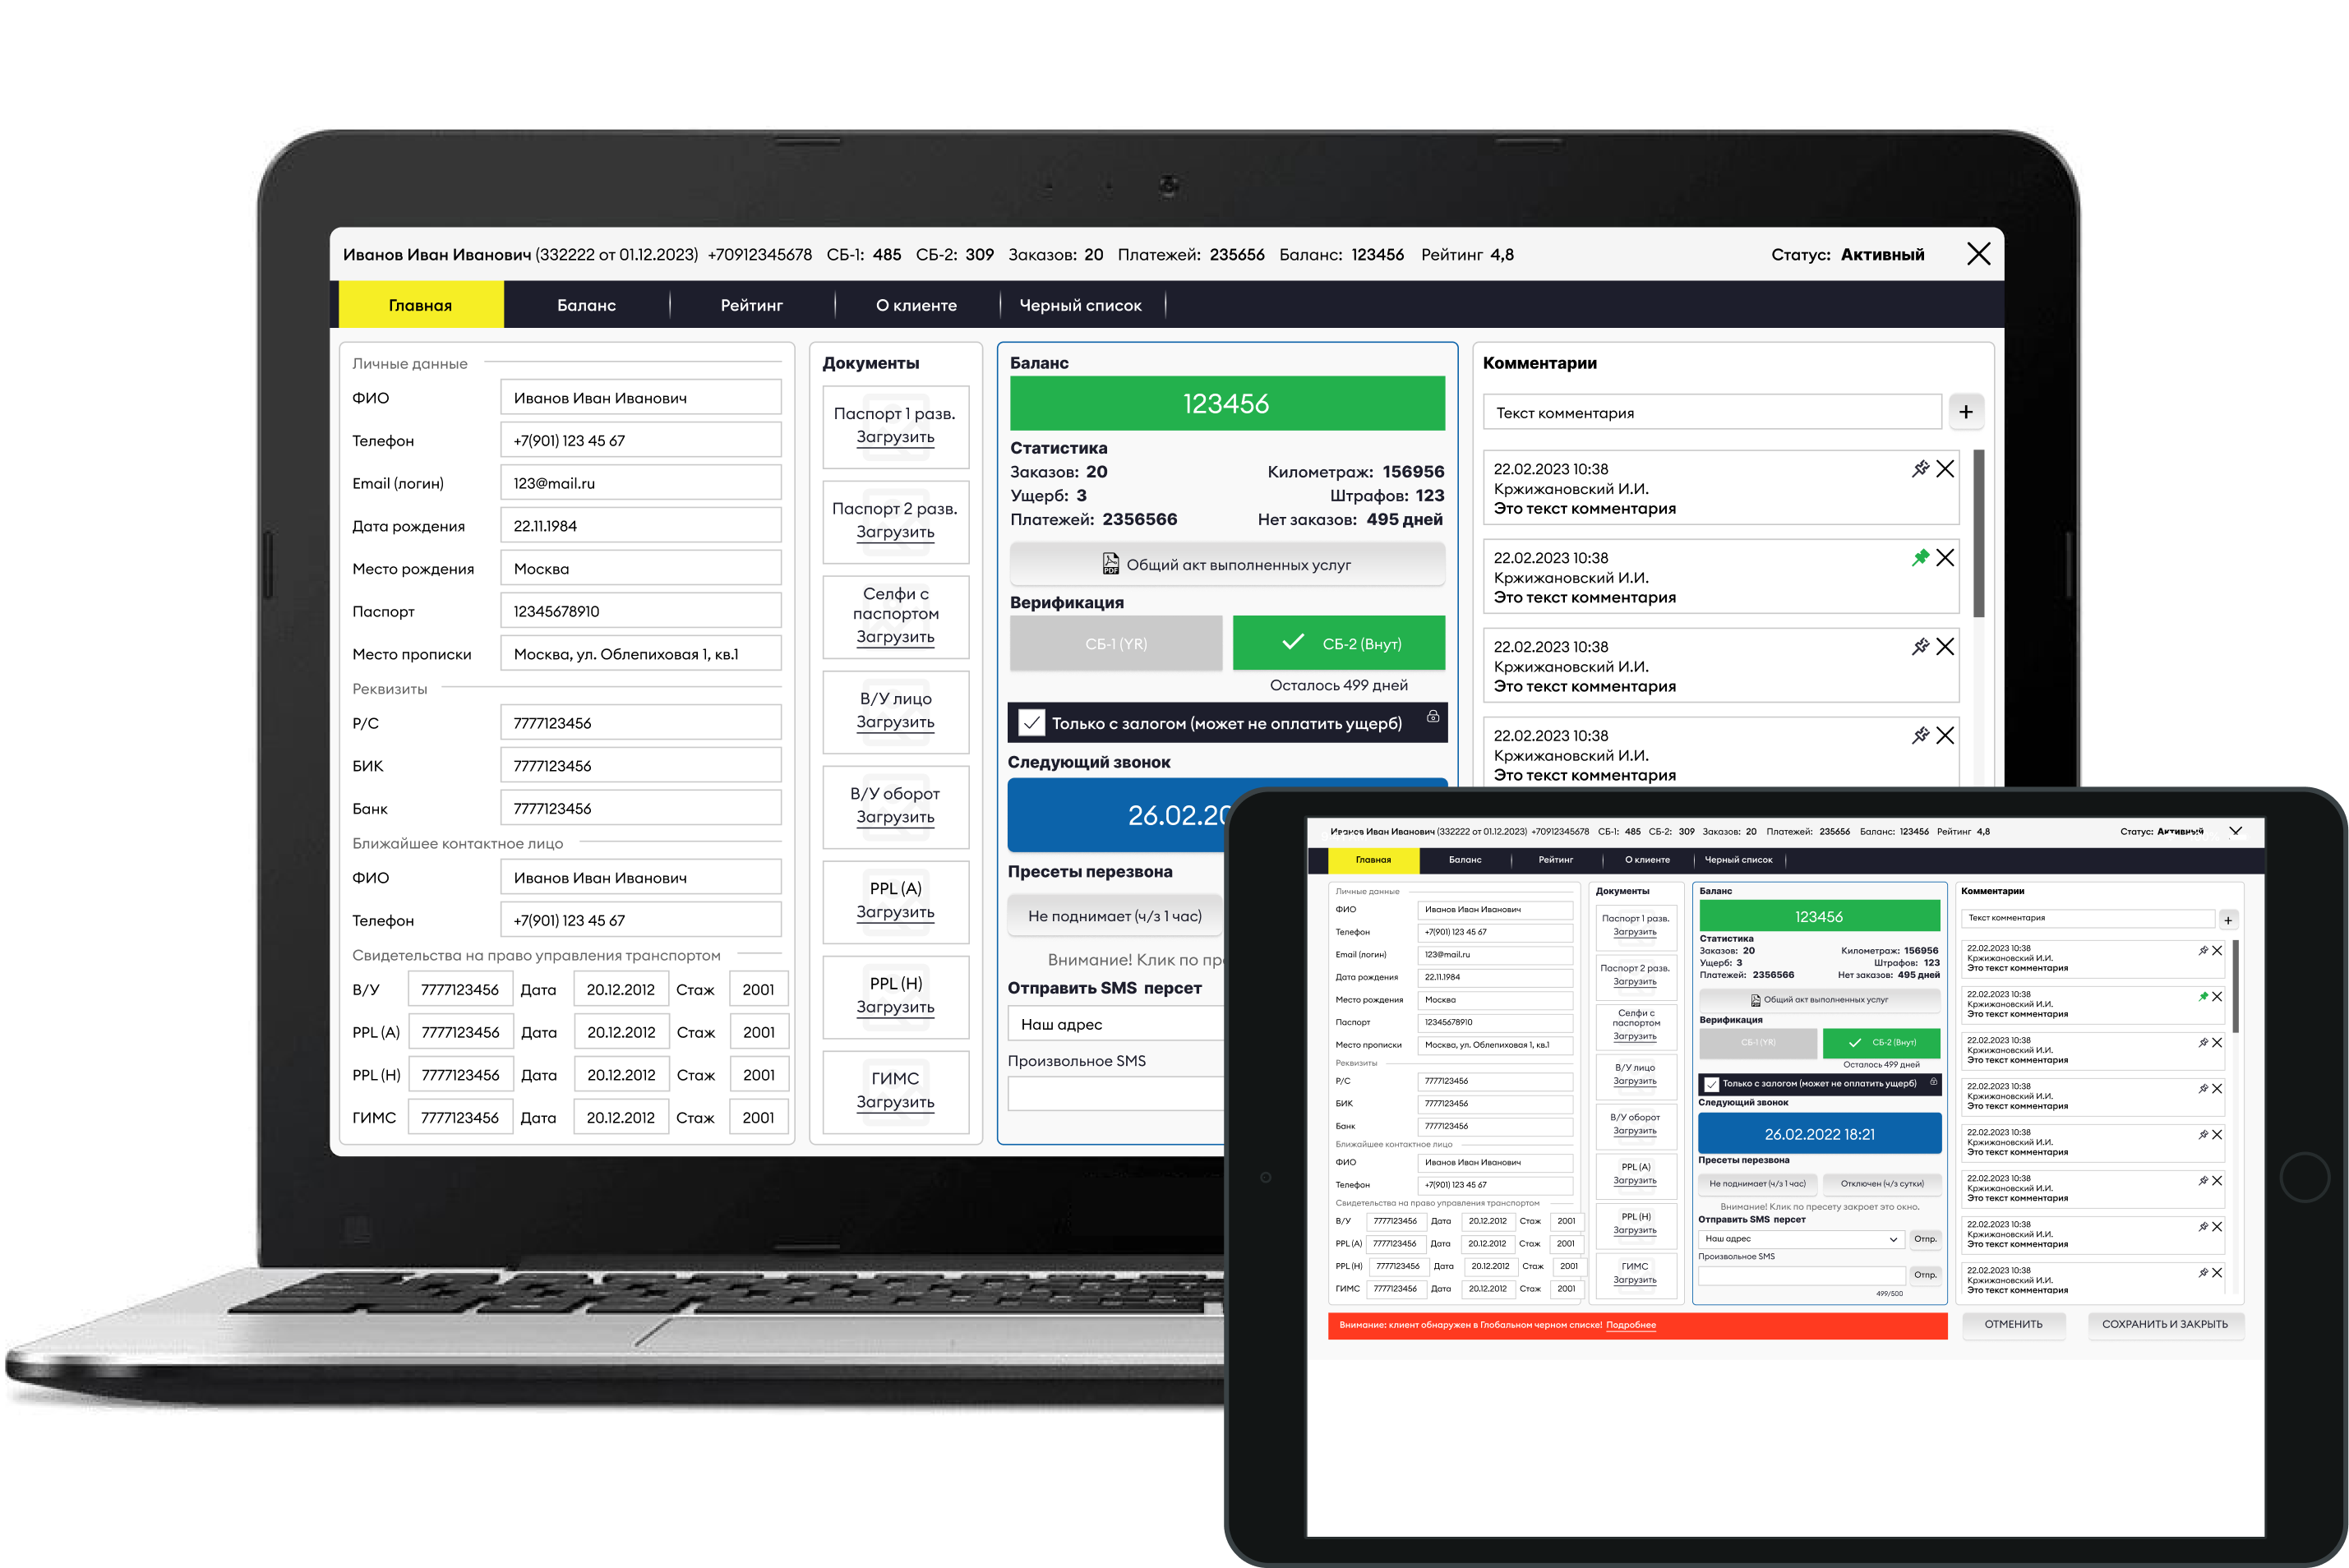 Иванов Иван Иванович (332222 от 01.12.2023) +70912345678 СБ-1: 485 СБ-2: 309 Заказов: 20 Платежей: 235656 Баланс: 123456 Рейтинг 4,8 Статус: Активный
Главная Баланс Рейтинг О клиенте Черный список
Личные данные
ФИО Иванов Иван Иванович
Телефон +7(901) 123 45 67
Email (логин) 123@mail.ru
Дата рождения 22.11.1984
Место рождения Москва
Паспорт 12345678910
Место прописки Москва, ул. Облепиховая 1, кв.1
Реквизиты
Р/С 7777123456
БИК 7777123456
Банк 7777123456
Ближайшее контактное лицо
ФИО Иванов Иван Иванович
Телефон +7(901) 123 45 67
Свидетельства на право управления транспортом
В/У 7777123456 Дата 20.12.2012 Стаж 2001
PPL (A) 7777123456 Дата 20.12.2012 Стаж 2001
PPL (H) 7777123456 Дата 20.12.2012 Стаж 2001
ГИМС 7777123456 Дата 20.12.2012 Стаж 2001
Документы
Паспорт 1 разв.
Загрузить
Паспорт 2 разв.
Загрузить
Селфи с
паспортом
Загрузить
В/У лицо
Загрузить
В/У оборот
Загрузить
PPL (A)
Загрузить
PPL (H)
Загрузить
ГИМС
Загрузить
Баланс
123456
Статистика
Заказов: 20 Километраж: 156956
Ущерб: 3 Штрафов: 123
Платежей: 2356566 Нет заказов: 495 дней
PDF Общий акт выполненных услуг
Верификация
СБ-1 (YR) СБ-2 (Внут)
Осталось 499 дней
Только с залогом (может не оплатить ущерб)
Следующий звонок
26.02.20
Пресеты перезвона
Не поднимает (ч/з 1 час)
Внимание! Клик по пр
Отправить SMS персет
Наш адрес
Произвольное SMS
Комментарии
Текст комментария +
22.02.2023 10:38
Кржижановский И.И.
Это текст комментария
22.02.2023 10:38
Кржижановский И.И.
Это текст комментария
22.02.2023 10:38
Кржижановский И.И.
Это текст комментария
22.02.2023 10:38
Кржижановский И.И.
Это текст комментария
Иван Иванович (332222 от 01.12.2023) +70912345678 СБ-1: 485 СБ-2: 309 Заказов: 20 Платежей: 235656 Баланс: 123456 Рейтинг 4,8 Статус:
Главная Баланс Рейтинг О клиенте Черный список
Личные данные
ФИО Иванов Иван Иванович
Телефон +7(901) 123 45 67
Email (логин) 123@mail.ru
Дата рождения 22.11.1984
Место рождения Москва
Паспорт 12345678910
Место прописки Москва, ул. Облепиховая 1, кв.1
Реквизиты
Р/С 7777123456
БИК 7777123456
Банк 7777123456
Ближайшее контактное лицо
ФИО Иванов Иван Иванович
Телефон +7(901) 123 45 67
Свидетельства на право управления транспортом
В/У 7777123456 Дата 20.12.2012 Стаж 2001
PPL (A) 7777123456 Дата 20.12.2012 Стаж 2001
PPL (H) 7777123456 Дата 20.12.2012 Стаж 2001
ГИМС 7777123456 Дата 20.12.2012 Стаж 2001
Документы
Паспорт 1 разв.
Загрузить
Паспорт 2 разв.
Загрузить
Селфи с
паспортом
Загрузить
В/У лицо
Загрузить
В/У оборот
Загрузить
PPL (A)
Загрузить
PPL (H)
Загрузить
ГИМС
Загрузить
Баланс
123456
Статистика
Заказов: 20 Километраж: 156956
Ущерб: 3 Штрафов: 123
Платежей: 2356566 Нет заказов: 495 дней
Общий акт выполненных услуг
Верификация
СБ-1 (YR) СБ-2 (Внут)
Осталось 499 дней
Только с залогом (может не оплатить ущерб)
Следующий звонок
26.02.2022 18:21
Пресеты перезвона
Не поднимает (ч/з 1 час) Отключен (ч/з сутки)
Внимание! Клик по пресету закроет это окно.
Отправить SMS персет
Наш адрес Отпр.
Произвольное SMS
Отпр.
499/500
Комментарии
Текст комментария +
22.02.2023 10:38
Кржижановский И.И.
Это текст комментария
22.02.2023 10:38
Кржижановский И.И.
Это текст комментария
22.02.2023 10:38
Кржижановский И.И.
Это текст комментария
22.02.2023 10:38
Кржижановский И.И.
Это текст комментария
22.02.2023 10:38
Кржижановский И.И.
Это текст комментария
22.02.2023 10:38
Кржижановский И.И.
Это текст комментария
22.02.2023 10:38
Кржижановский И.И.
Это текст комментария
22.02.2023 10:38
Кржижановский И.И.
Это текст комментария
Внимание: клиент обнаружен в Глобальном черном списке! Подробнее
ОТМЕНИТЬ СОХРАНИТЬ И ЗАКРЫТЬ